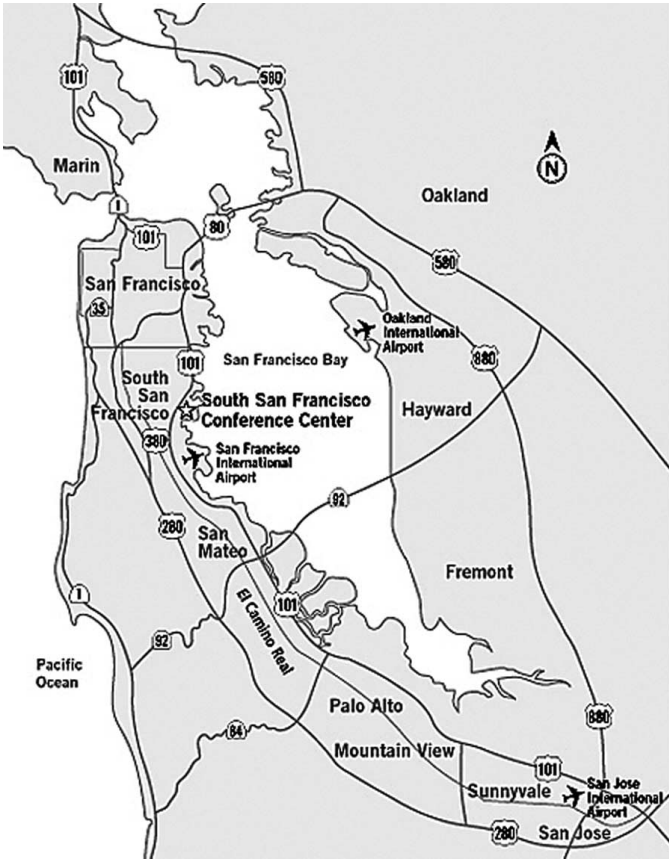 101
580
Marin
N
Oakland
1
80
101
580
San Francisco
35
Oakland
International
Airport
880
101
San Francisco Bay
South
San
Francisco
South San Francisco
Conference Center
Hayward
380
San Francisco
International
Airport
92
280
San
Mateo
Fremont
1
101
El Camino Real
92
Pacific
Ocean
Palo Alto
880
84
Mountain View
101
Sunnyvale
San Jose
International
Airport
280
San Jose